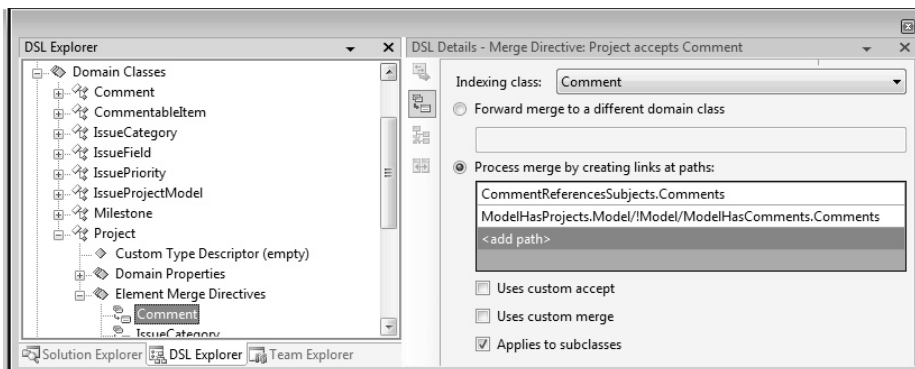 DSL Explorer
Domain Classes
Comment
CommentableItem
IssueCategory
IssueField
IssuePriority
IssueProjectModel
Milestone
Project
Custom Type Descriptor (empty)
Domain Properties
Element Merge Directives
Comment
IssueCategory
Solution Explorer DSL Explorer Team Explorer
DSL Details - Merge Directive: Project accepts Comment
Indexing class: Comment
Forward merge to a different domain class
Process merge by creating links at paths:
CommentReferencesSubjects.Comments
ModelHasProjects.Model/!Model/ModelHasComments.Comments
<add path>
Uses custom accept
Uses custom merge
Applies to subclasses